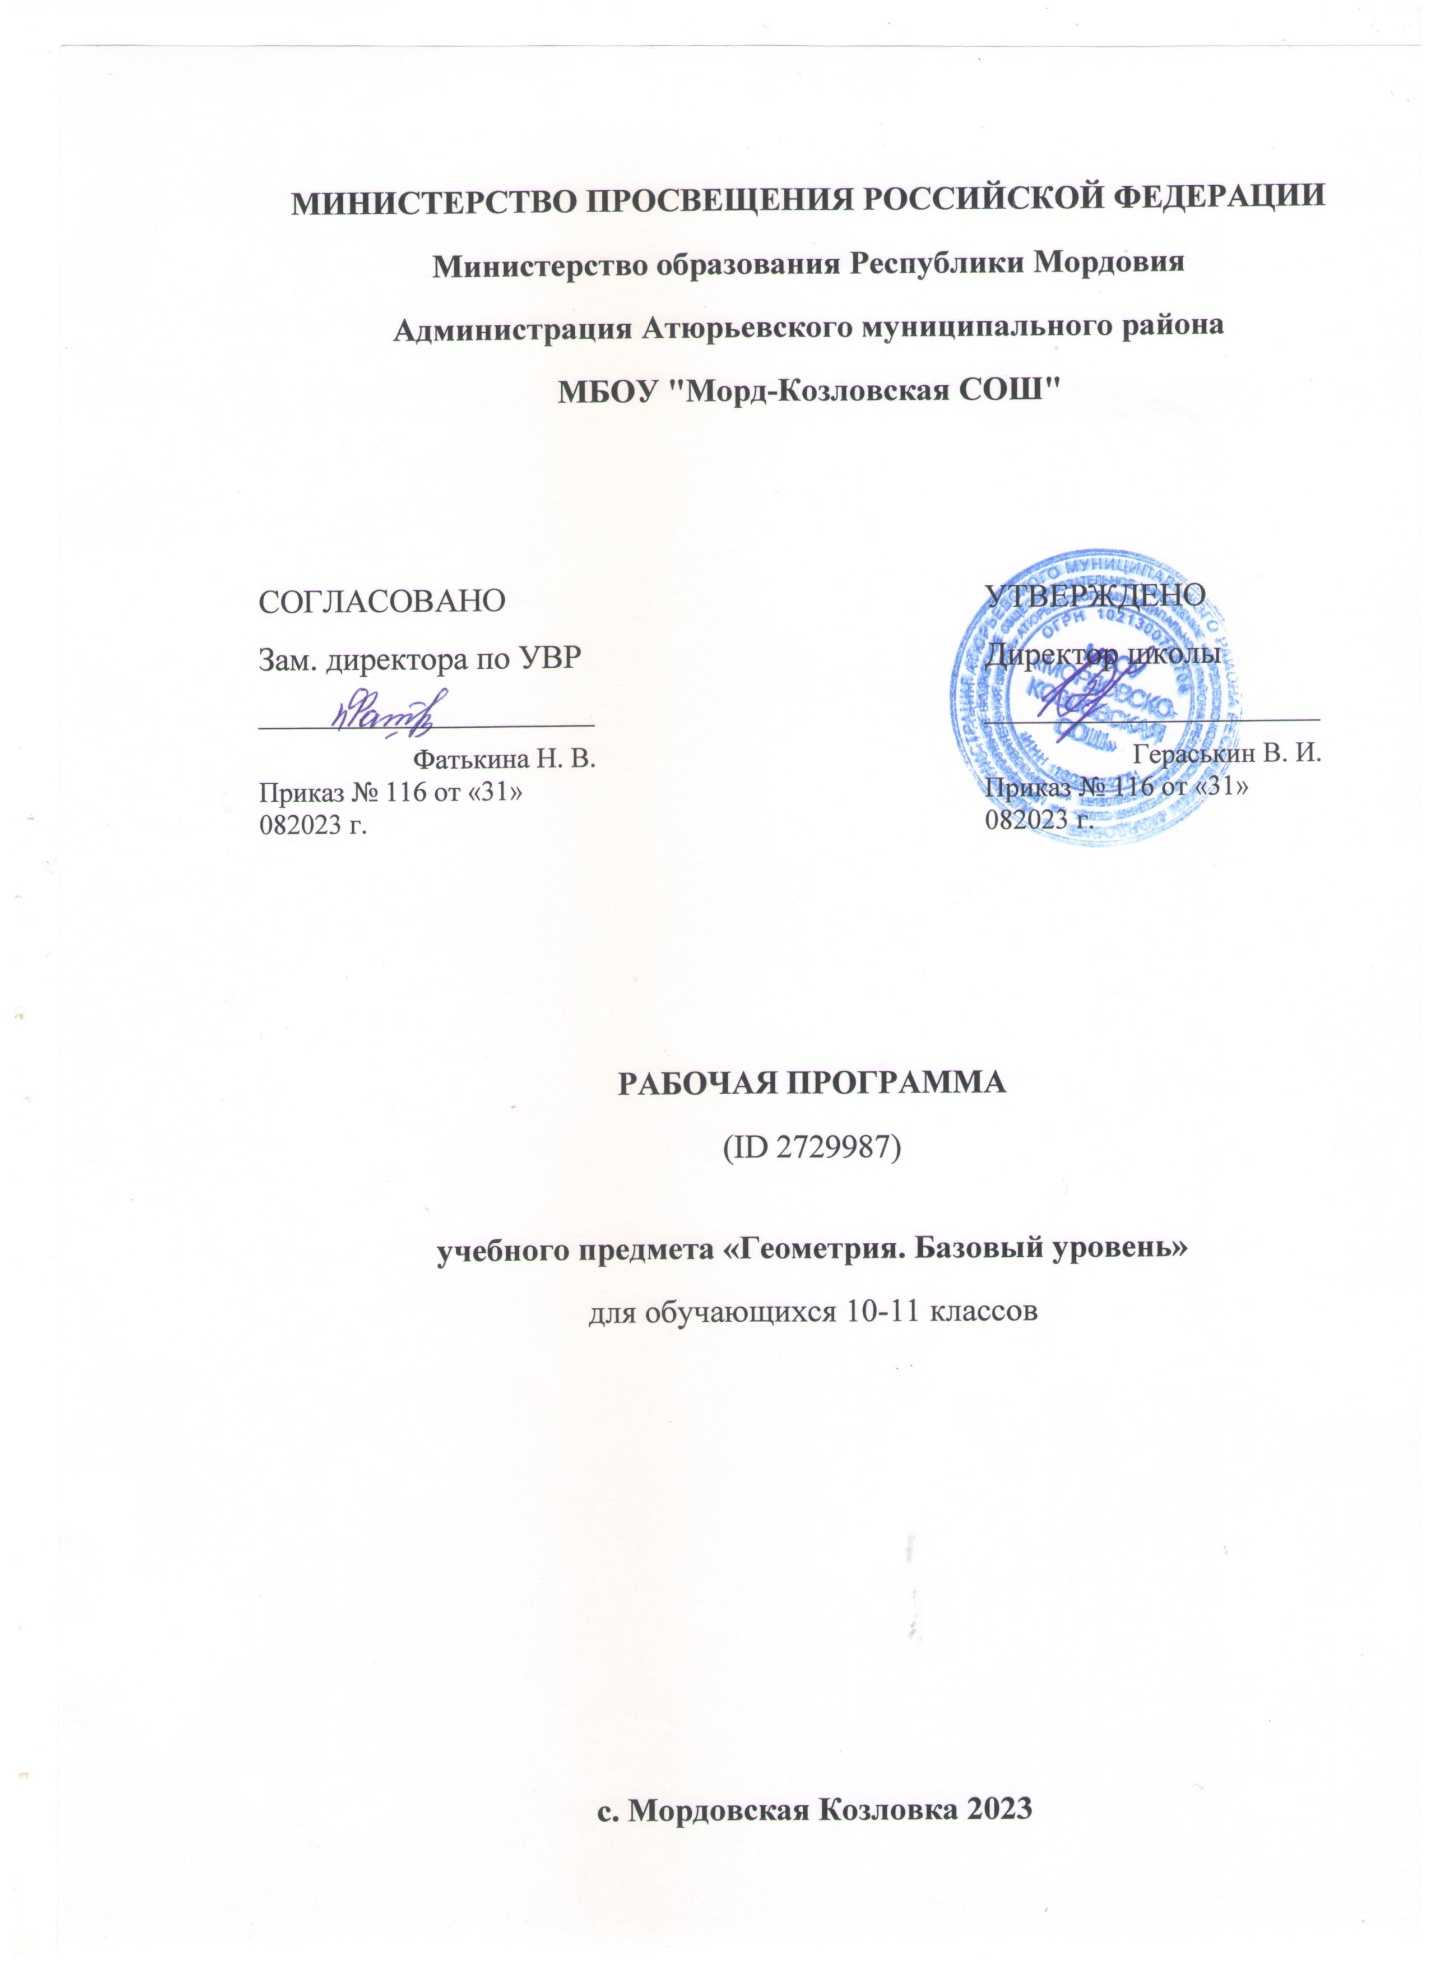 МИНИСТЕРСТВО ПРОСВЕЩЕНИЯ РОССИЙСКОЙ ФЕДЕРАЦИИ
Министерство образования Республики Мордовия
Администрация Атюрьевского муниципального района
МБОУ "Морд-Козловская СОШ"
СОГЛАСОВАНО
Зам. директора по УВР
Фатькина Н. В.
Приказ № 116 от «31»
082023 г.
УТВЕРЖДЕНО
Директор школы
Гераськин В. И.
Приказ № 116 от «31»
082023 г.
РАБОЧАЯ ПРОГРАММА
(ID 2729987)
учебного предмета «Геометрия. Базовый уровень»
для обучающихся 10-11 классов
с. Мордовская Козловка 2023